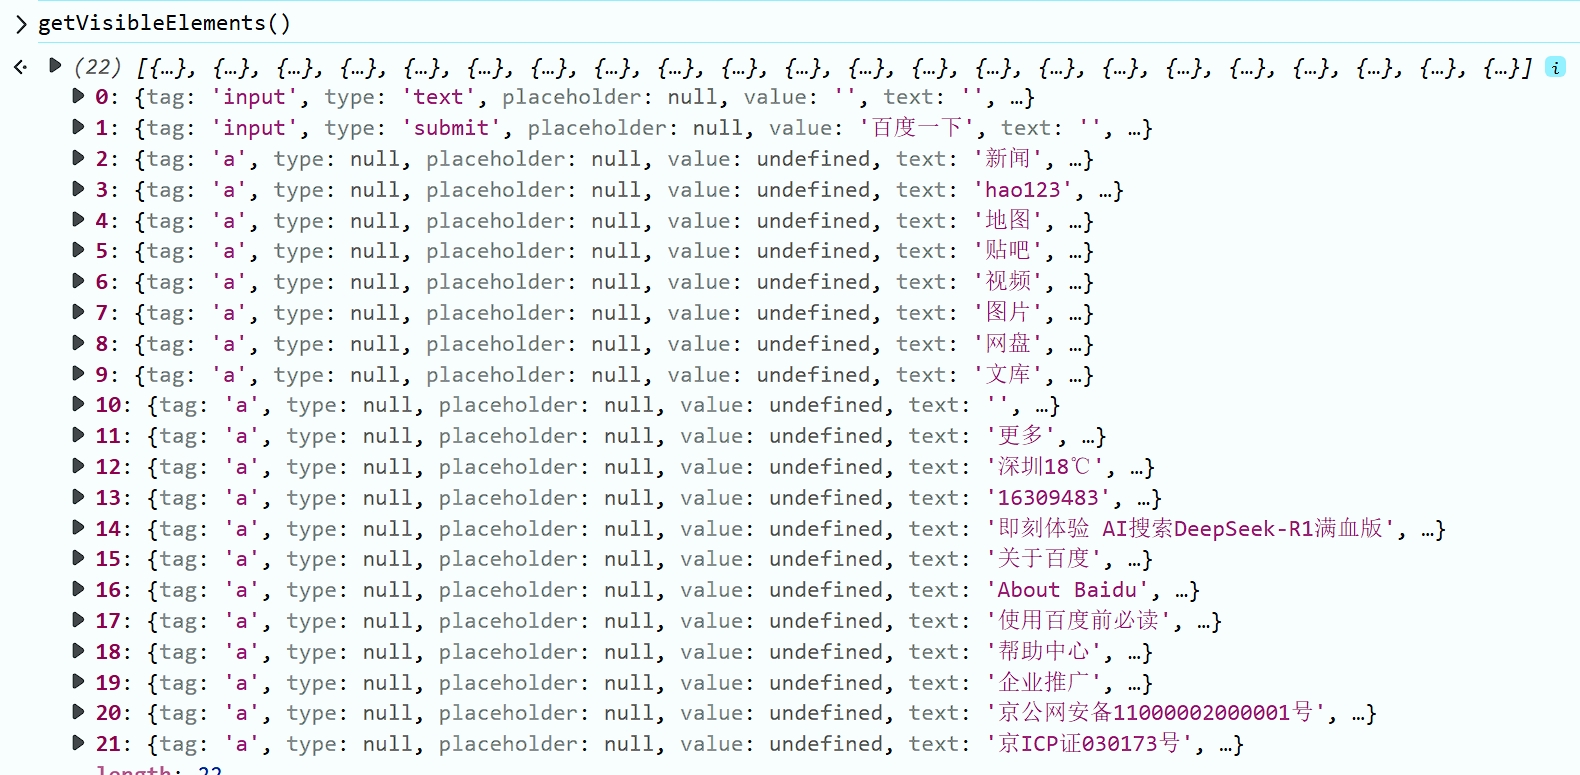 > getVisibleElements()
(22) [{…}, {…}, {…}, {…}, {…}, {…}, {…}, {…}, {…}, {…}, {…}, {…}, {…}, {…}, {…}, {…}, {…}, {…}, {…}, {…}, {…}, {…}] i
0: {tag: 'input', type: 'text', placeholder: null, value: '', text: '', …}
1: {tag: 'input', type: 'submit', placeholder: null, value: '百度一下', text: '', …}
2: {tag: 'a', type: null, placeholder: null, value: undefined, text: '新闻', …}
3: {tag: 'a', type: null, placeholder: null, value: undefined, text: 'hao123', …}
4: {tag: 'a', type: null, placeholder: null, value: undefined, text: '地图', …}
5: {tag: 'a', type: null, placeholder: null, value: undefined, text: '贴吧', …}
6: {tag: 'a', type: null, placeholder: null, value: undefined, text: '视频', …}
7: {tag: 'a', type: null, placeholder: null, value: undefined, text: '图片', …}
8: {tag: 'a', type: null, placeholder: null, value: undefined, text: '网盘', …}
9: {tag: 'a', type: null, placeholder: null, value: undefined, text: '文库', …}
10: {tag: 'a', type: null, placeholder: null, value: undefined, text: '', …}
11: {tag: 'a', type: null, placeholder: null, value: undefined, text: '更多', …}
12: {tag: 'a', type: null, placeholder: null, value: undefined, text: '深圳18℃', …}
13: {tag: 'a', type: null, placeholder: null, value: undefined, text: '16309483', …}
14: {tag: 'a', type: null, placeholder: null, value: undefined, text: '即刻体验 AI搜索DeepSeek-R1满血版', …}
15: {tag: 'a', type: null, placeholder: null, value: undefined, text: '关于百度', …}
16: {tag: 'a', type: null, placeholder: null, value: undefined, text: 'About Baidu', …}
17: {tag: 'a', type: null, placeholder: null, value: undefined, text: '使用百度前必读', …}
18: {tag: 'a', type: null, placeholder: null, value: undefined, text: '帮助中心', …}
19: {tag: 'a', type: null, placeholder: null, value: undefined, text: '企业推广', …}
20: {tag: 'a', type: null, placeholder: null, value: undefined, text: '京公网安备11000002000001号', …}
21: {tag: 'a', type: null, placeholder: null, value: undefined, text: '京ICP证030173号', …}
length: 22